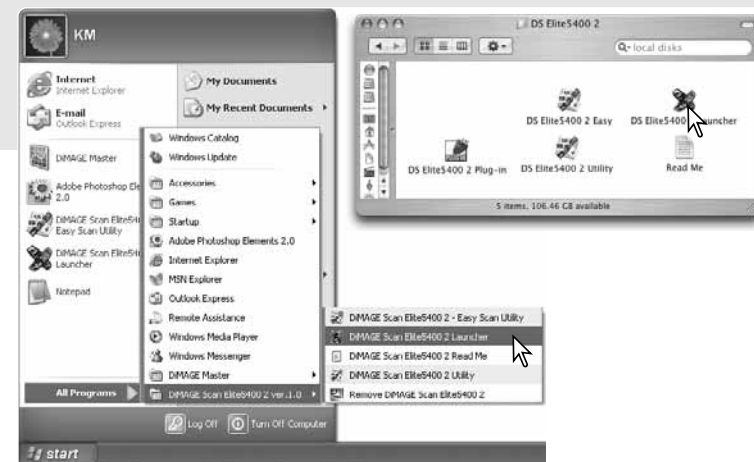 KM
Internet
Internet Explorer
E-mail
Outlook Express
DiMAGE Master
Adobe Photoshop Ele
2.0
DiMAGE Scan Elite54
Easy Scan Utility
DiMAGE Scan Elite54
Launcher
Notepad
All Programs
My Documents
My Recent Documents
Windows Catalog
Windows Update
Accessories
Games
Startup
Adobe Photoshop Elements 2.0
Internet Explorer
MSN Explorer
Outlook Express
Remote Assistance
Windows Media Player
Windows Messenger
DiMAGE Master
DiMAGE Scan Elite5400 2 ver.1.0
DiMAGE Scan Elite5400 2 - Easy Scan Utility
DiMAGE Scan Elite5400 2 Launcher
DiMAGE Scan Elite5400 2 Read Me
DiMAGE Scan Elite5400 2 Utility
Remove DiMAGE Scan Elite5400 2
Log Off
Turn Off Computer
start
DS Elite5400 2
local disks
DS Elite5400 2 Easy
DS Elite5400 auncher
DS Elite5400 2 Plug-in
DS Elite5400 2 Utility
Read Me
5 items, 106.46 GB available